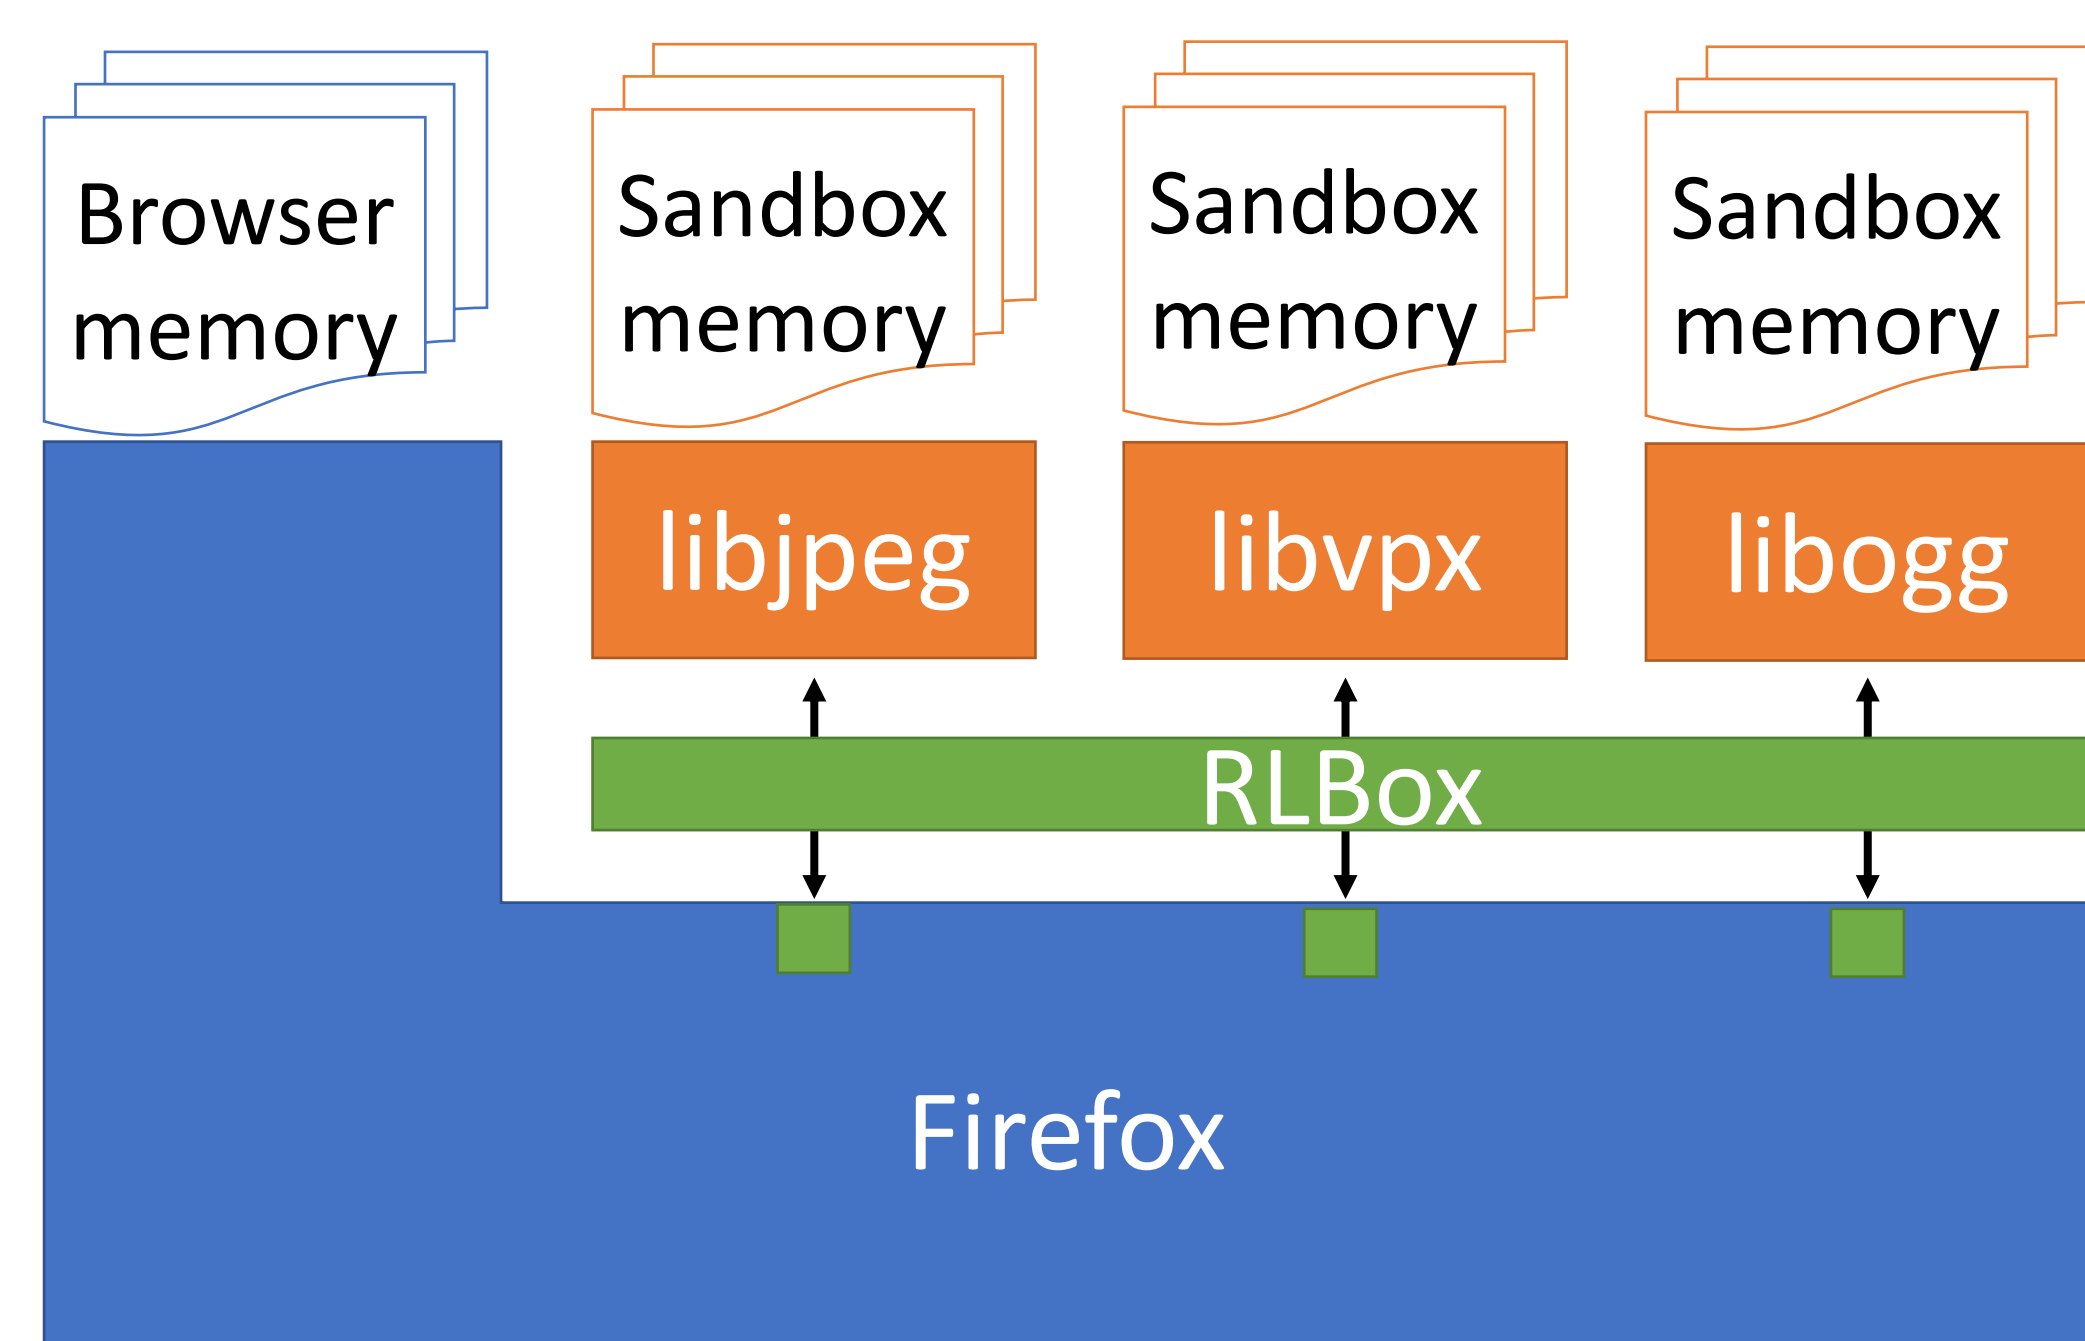 Browser
memory
Sandbox
memory
Sandbox
memory
Sandbox
memory
libjpeg
libvpx
libogg
RLBox
Firefox